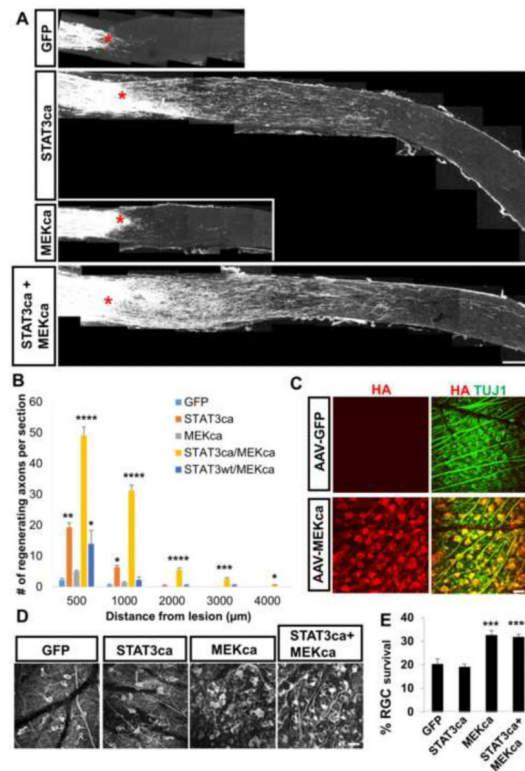 A
GFP
STAT3ca
MEKca
STAT3ca +
MEKca
B
# of regenerating axons per section
60
50
40
30
20
10
0
GFP
STAT3ca
MEKca
STAT3ca/MEKca
STAT3wt/MEKca
**
****
*
*
****
****
***
*
500 1000 2000 3000 4000
Distance from lesion (µm)
C
HA
HA TUJ1
AAV-GFP
AAV-MEKca
D
GFP
STAT3ca
MEKca
STAT3ca+
MEKca
E
% RGC survival
40
30
20
10
0
***
****
GFP
STAT3ca
MEKca
STAT3ca+
MEKca